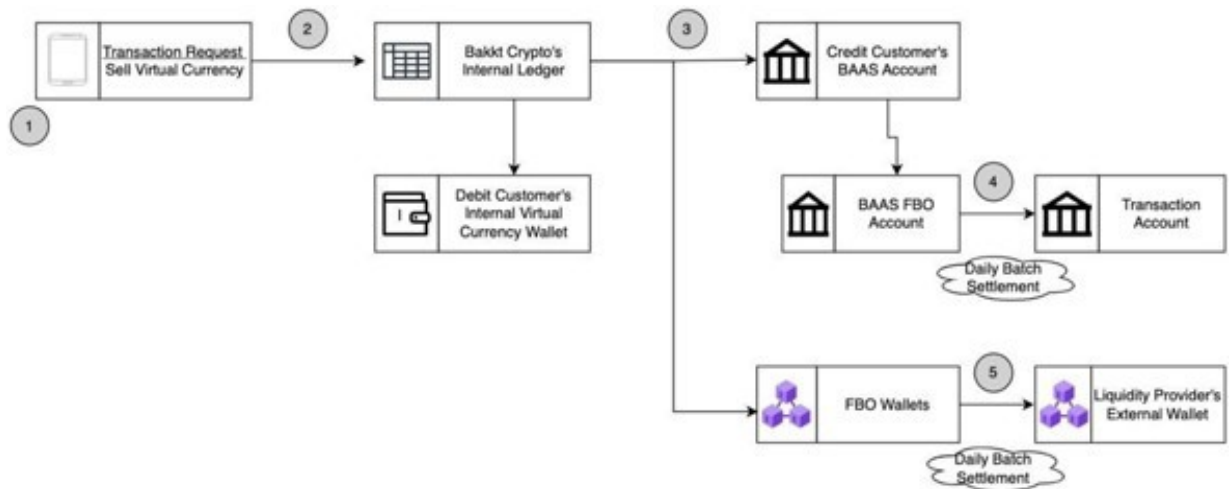 2
3
Transaction Request
Sell Virtual Currency
Bakkt Crypto's
Internal Ledger
Credit Customer's
BAAS Account
1
4
Debit Customer's
Internal Virtual
Currency Wallet
BAAS FBO
Account
Transaction
Account
Daily Batch
Settlement
5
FBO Wallets
Liquidity Provider's
External Wallet
Daily Batch
Settlement